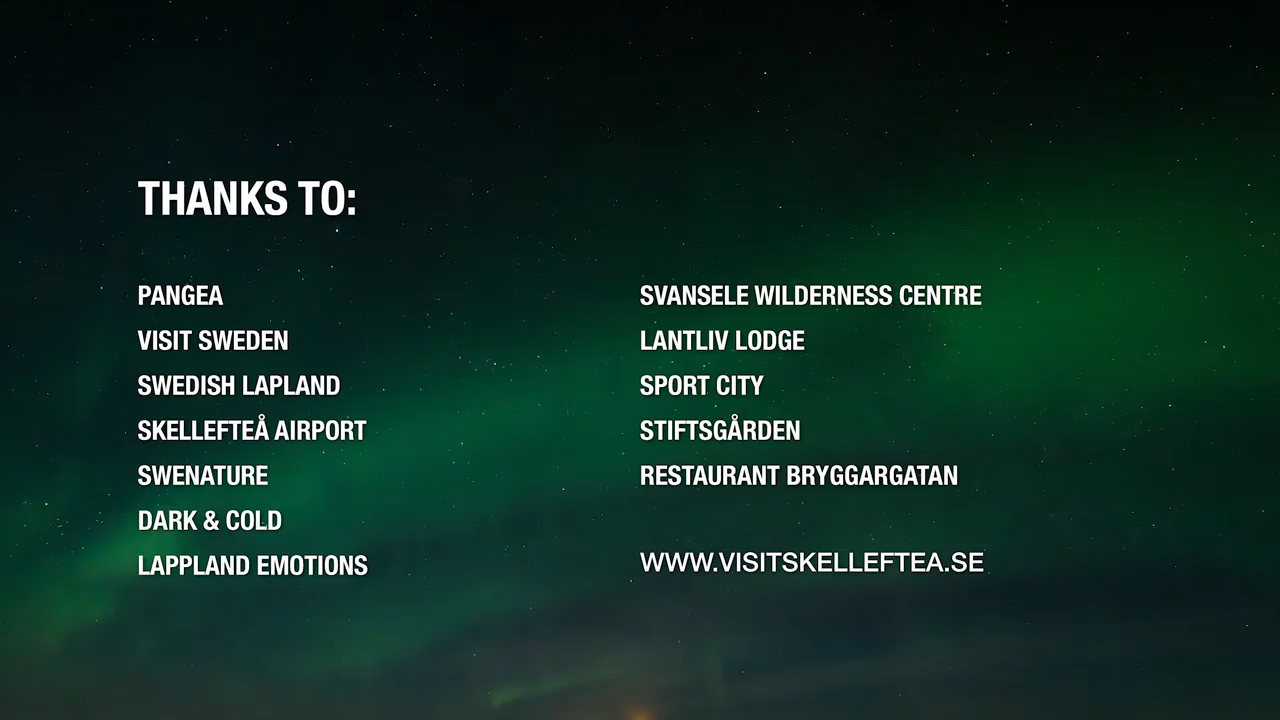 THANKS TO:
PANGEA
VISIT SWEDEN
SWEDISH LAPLAND
SKELLEFTEÅ AIRPORT
SWENATURE
DARK & COLD
LAPPLAND EMOTIONS
SVANSELE WILDERNESS CENTRE
LANTLIV LODGE
SPORT CITY
STIFTSGÅRDEN
RESTAURANT BRYGGARGATAN
WWW.VISITSKELLEFTEA.SE